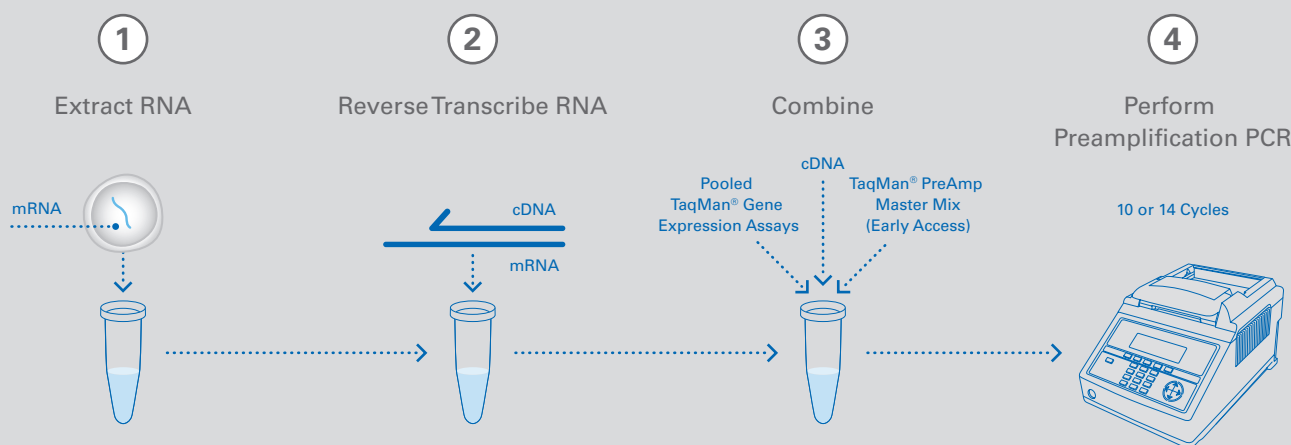 1
Extract RNA
mRNA
2
Reverse Transcribe RNA
cDNA
mRNA
3
Combine
cDNA
Pooled
TaqMan® Gene
Expression Assays
TaqMan® PreAmp
Master Mix
(Early Access)
4
Perform
Preamplification PCR
10 or 14 Cycles